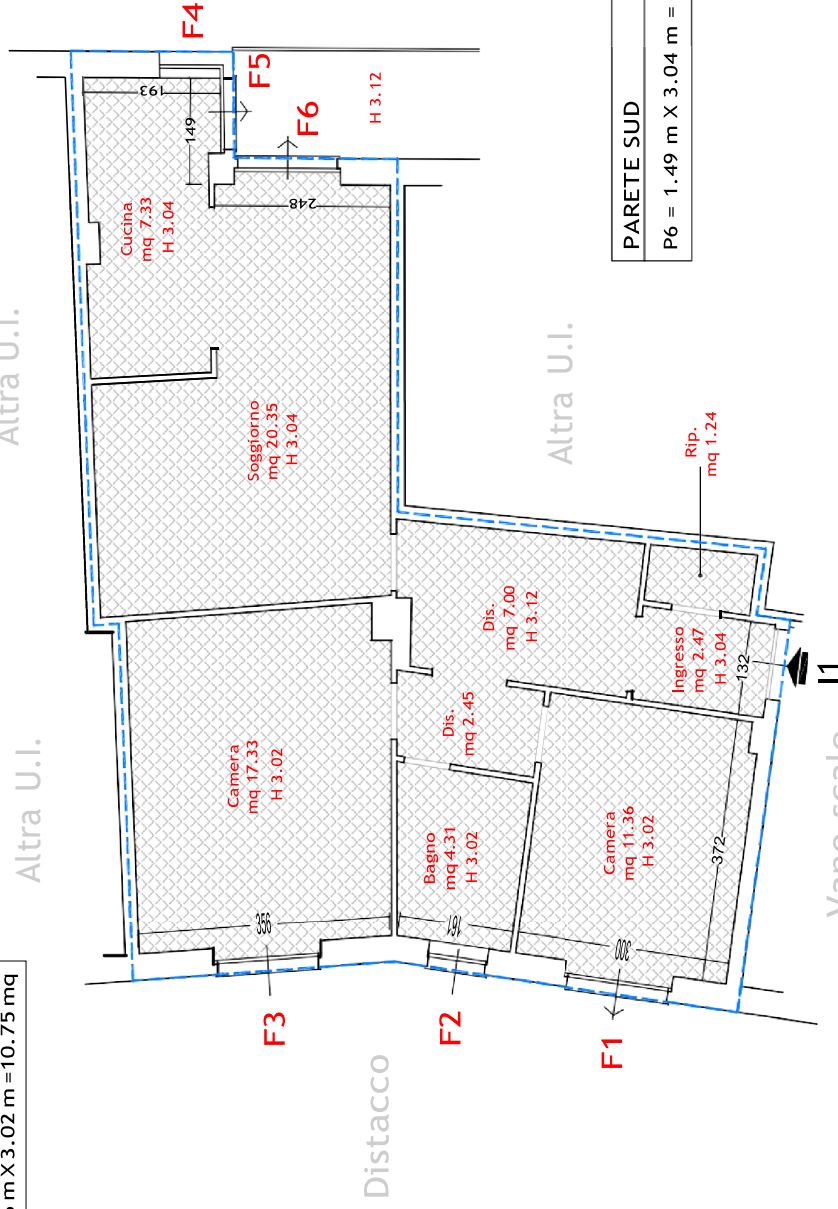 F4
F5
F6
H 3.12
193
149
248
Cucina
mq 7.33
H 3.04
Soggiorno
mq 20.35
H 3.04
PARETE SUD
P6 = 1.49 m X 3.04 m =
Altra U.I.
Altra U.I.
Altra U.I.
Rip.
mq 1.24
Dis.
mq 7.00
H 3.12
Ingresso
mq 2.47
H 3.04
132
I1
Dis.
mq 2.45
Camera
mq 17.33
H 3.02
Bagno
mq 4.31
H 3.02
Camera
mq 11.36
H 3.02
372
356
161
300
F3
F2
F1
Distacco
m X 3.02 m =10.75 mq